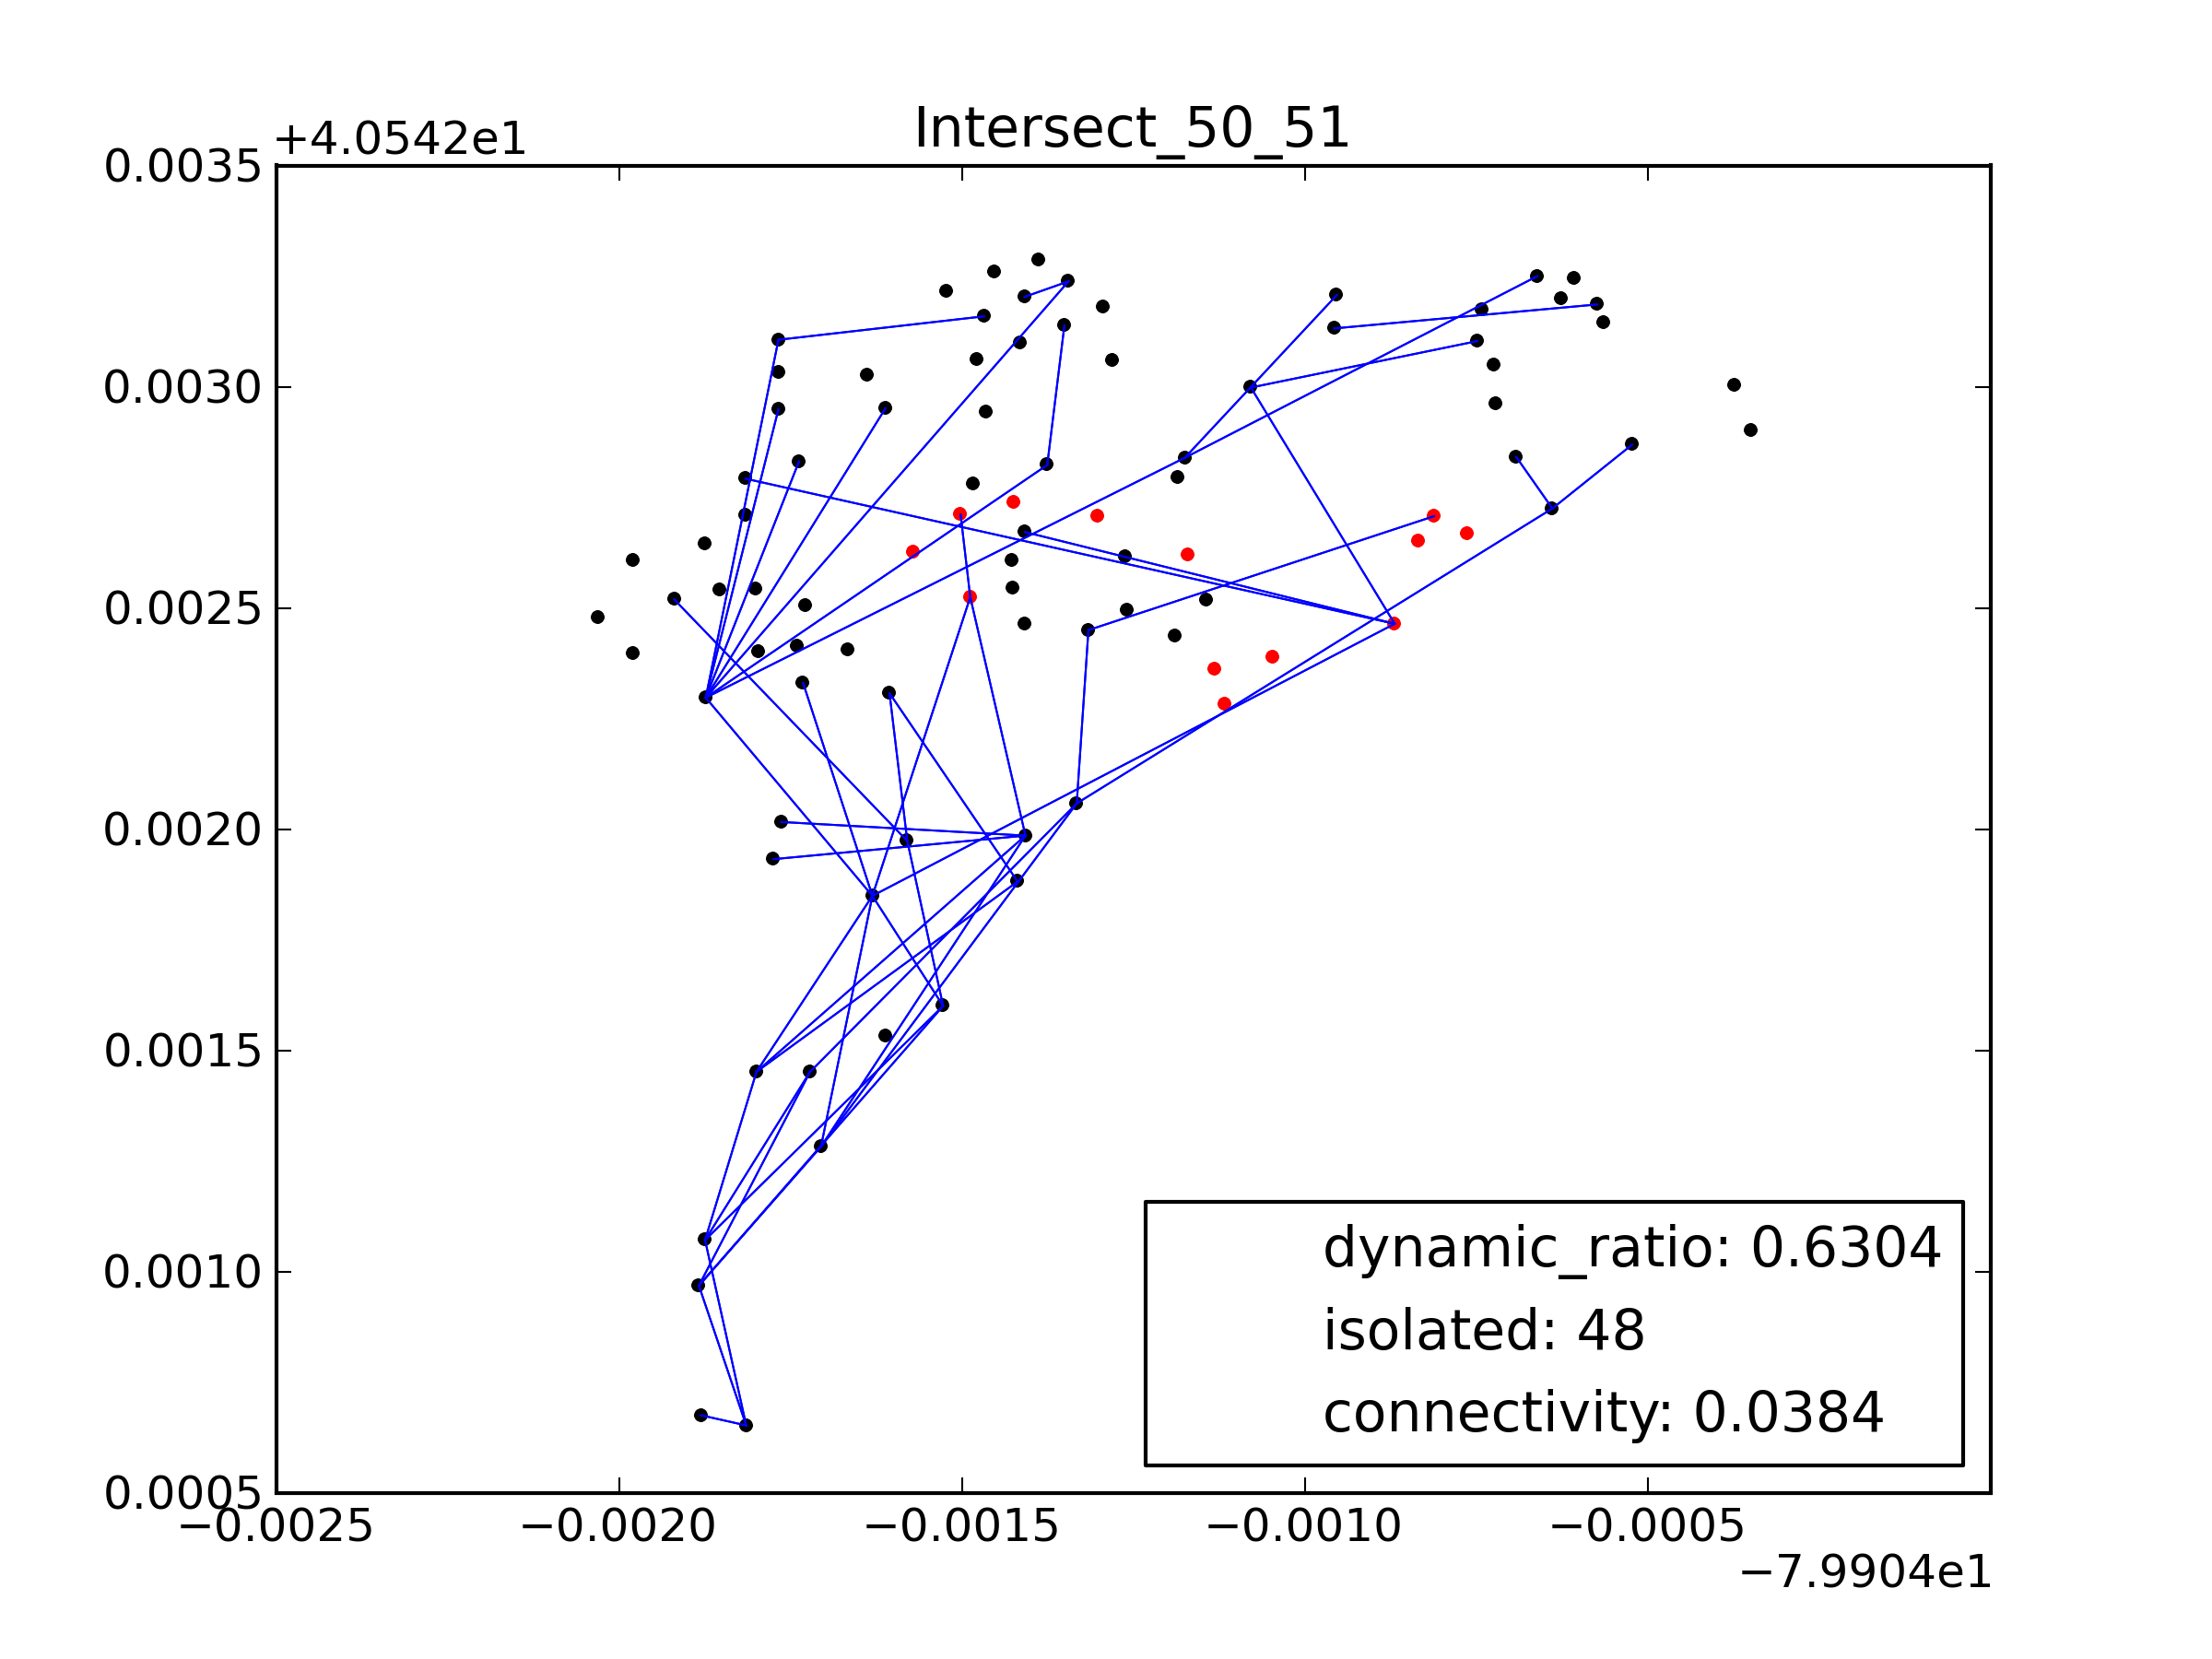 Intersect_50_51
+4.0542e1
0.0035
0.0030
0.0025
0.0020
0.0015
0.0010
0.0005
dynamic_ratio: 0.6304
isolated: 48
connectivity: 0.0384
−0.0025 −0.0020 −0.0015 −0.0010 −0.0005
−7.9904e1